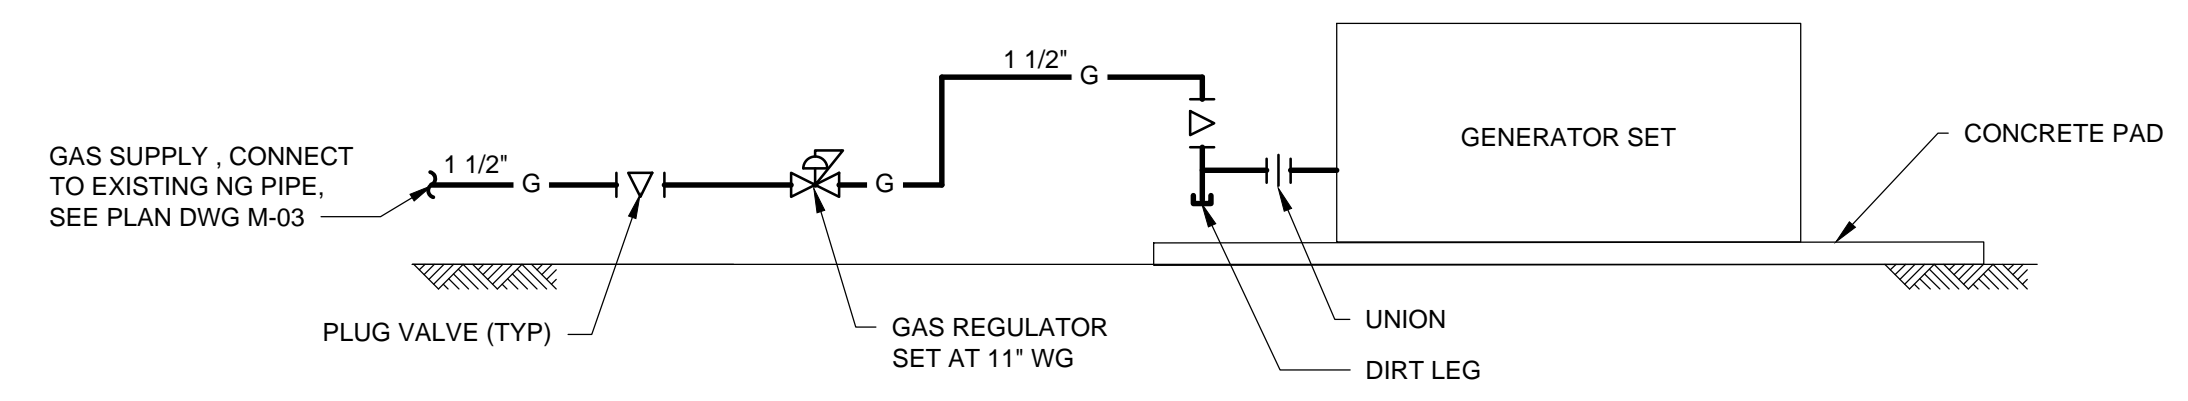 1 1/2"
G
GENERATOR SET
CONCRETE PAD
GAS SUPPLY , CONNECT
TO EXISTING NG PIPE,
SEE PLAN DWG M-03
1 1/2"
G
G
PLUG VALVE (TYP)
GAS REGULATOR
SET AT 11" WG
UNION
DIRT LEG